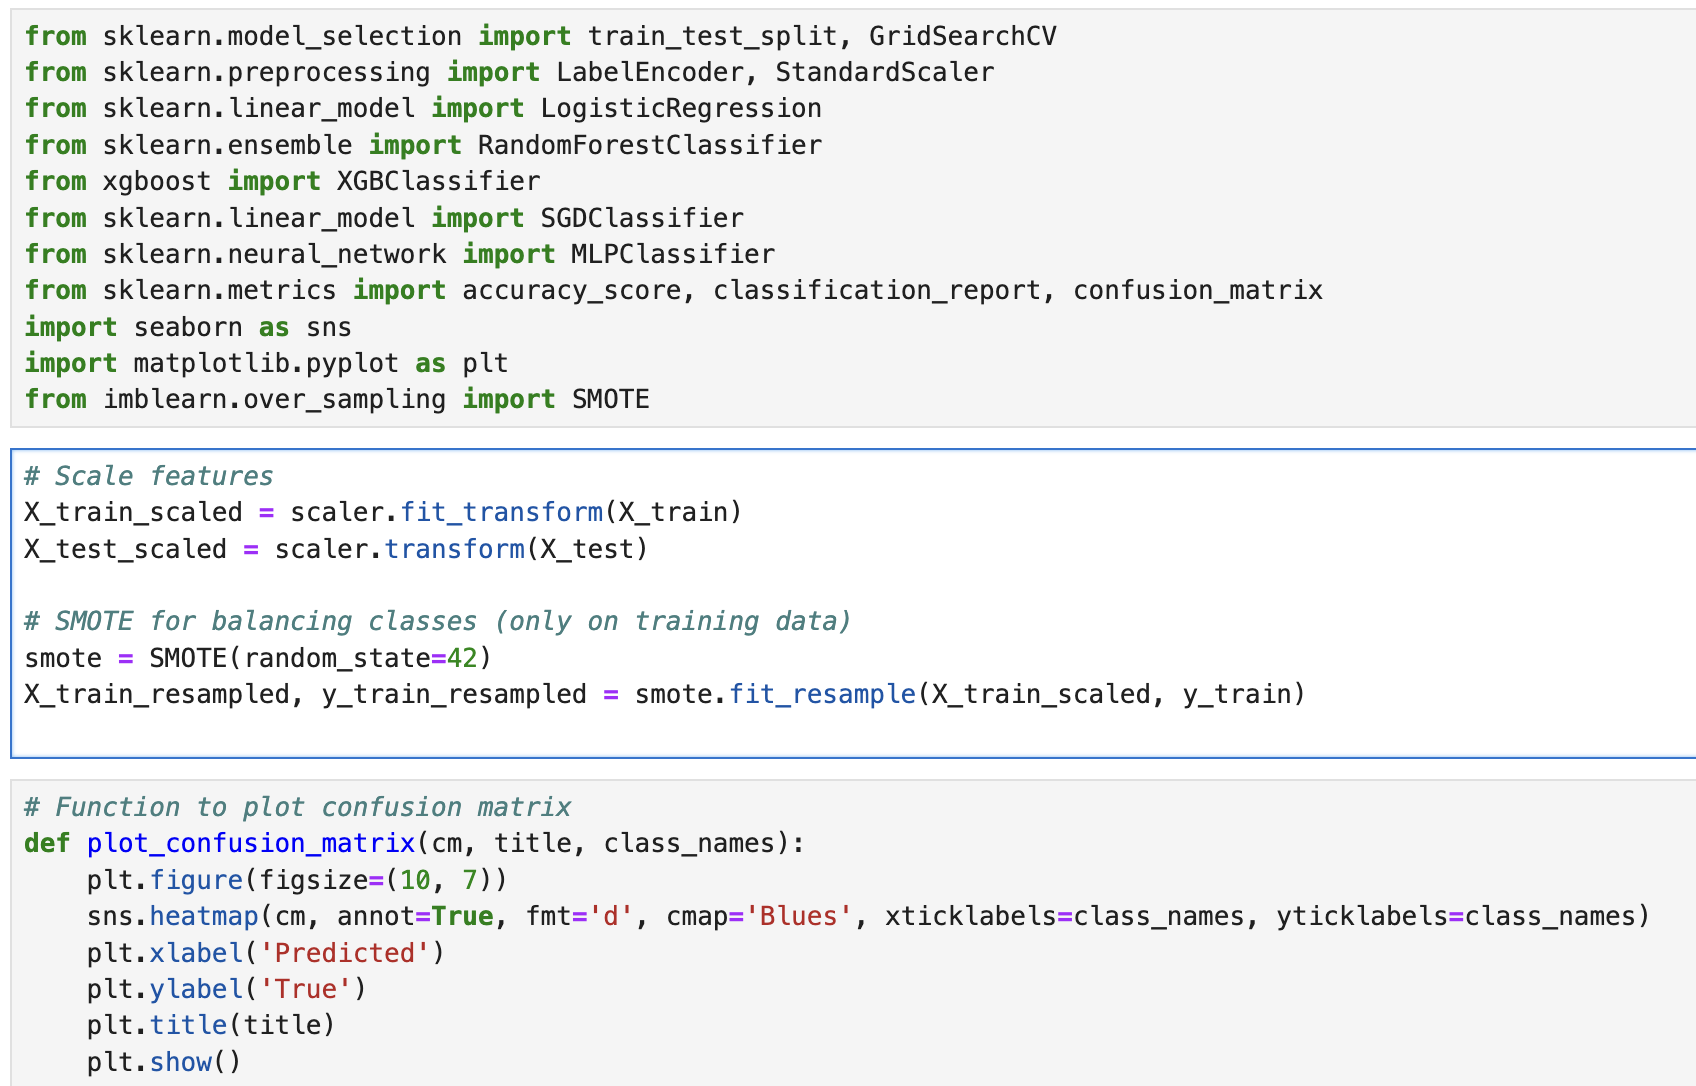 from sklearn.model_selection import train_test_split, GridSearchCV
from sklearn.preprocessing import LabelEncoder, StandardScaler
from sklearn.linear_model import LogisticRegression
from sklearn.ensemble import RandomForestClassifier
from xgboost import XGBClassifier
from sklearn.linear_model import SGDClassifier
from sklearn.neural_network import MLPClassifier
from sklearn.metrics import accuracy_score, classification_report, confusion_matrix
import seaborn as sns
import matplotlib.pyplot as plt
from imblearn.over_sampling import SMOTE
# Scale features
X_train_scaled = scaler.fit_transform(X_train)
X_test_scaled = scaler.transform(X_test)
# SMOTE for balancing classes (only on training data)
smote = SMOTE(random_state=42)
X_train_resampled, y_train_resampled = smote.fit_resample(X_train_scaled, y_train)
# Function to plot confusion matrix
def plot_confusion_matrix(cm, title, class_names):
    plt.figure(figsize=(10, 7))
    sns.heatmap(cm, annot=True, fmt='d', cmap='Blues', xticklabels=class_names, yticklabels=class_names)
    plt.xlabel('Predicted')
    plt.ylabel('True')
    plt.title(title)
    plt.show()